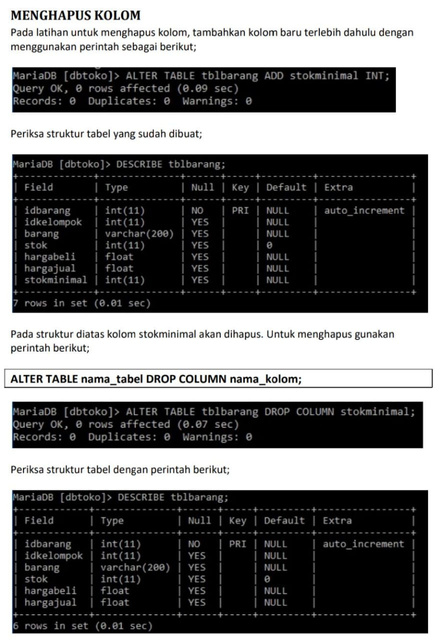 MENGHAPUS KOLOM
Pada latihan untuk menghapus kolom, tambahkan kolom baru terlebih dahulu dengan
menggunakan perintah sebagai berikut;
MariaDB [dbtoko]> ALTER TABLE tblbarang ADD stokminimal INT;
Query OK, 0 rows affected (0.09 sec)
Records: 0  Duplicates: 0  Warnings: 0
Periksa struktur tabel yang sudah dibuat;
MariaDB [dbtoko]> DESCRIBE tblbarang;
+-------------+--------------+------+-----+---------+----------------+
| Field       | Type         | Null | Key | Default | Extra          |
+-------------+--------------+------+-----+---------+----------------+
| idbarang    | int(11)      | NO   | PRI | NULL    | auto_increment |
| idkelompok  | int(11)      | YES  |     | NULL    |                |
| barang      | varchar(200) | YES  |     | NULL    |                |
| stok        | int(11)      | YES  |     | 0       |                |
| hargabeli   | float        | YES  |     | NULL    |                |
| hargajual   | float        | YES  |     | NULL    |                |
| stokminimal | int(11)      | YES  |     | NULL    |                |
+-------------+--------------+------+-----+---------+----------------+
7 rows in set (0.01 sec)
Pada struktur diatas kolom stokminimal akan dihapus. Untuk menghapus gunakan
perintah berikut;
ALTER TABLE nama_tabel DROP COLUMN nama_kolom;
MariaDB [dbtoko]> ALTER TABLE tblbarang DROP COLUMN stokminimal;
Query OK, 0 rows affected (0.07 sec)
Records: 0  Duplicates: 0  Warnings: 0
Periksa struktur tabel dengan perintah berikut;
MariaDB [dbtoko]> DESCRIBE tblbarang;
+------------+--------------+------+-----+---------+----------------+
| Field      | Type         | Null | Key | Default | Extra          |
+------------+--------------+------+-----+---------+----------------+
| idbarang   | int(11)      | NO   | PRI | NULL    | auto_increment |
| idkelompok | int(11)      | YES  |     | NULL    |                |
| barang     | varchar(200) | YES  |     | NULL    |                |
| stok       | int(11)      | YES  |     | 0       |                |
| hargabeli  | float        | YES  |     | NULL    |                |
| hargajual  | float        | YES  |     | NULL    |                |
+------------+--------------+------+-----+---------+----------------+
6 rows in set (0.01 sec)